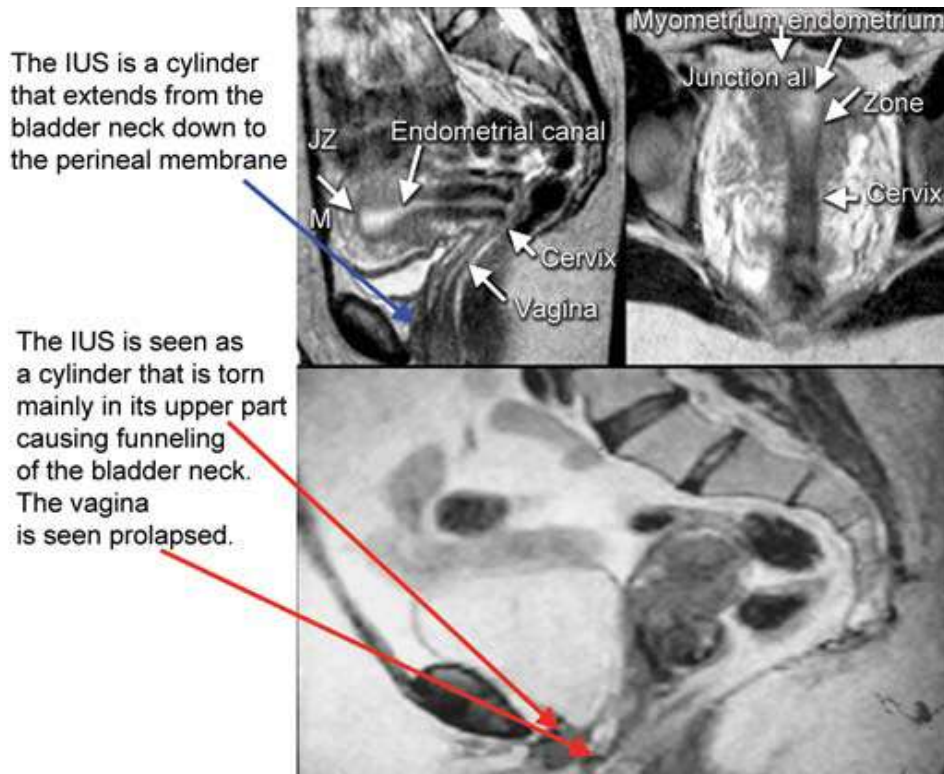 The IUS is a cylinder
that extends from the
bladder neck down to
the perineal membrane
JZ
Endometrial canal
M
Cervix
Vagina
Myometrium endometrium
Junction al
Zone
Cervix
The IUS is seen as
a cylinder that is torn
mainly in its upper part
causing funneling
of the bladder neck.
The vagina
is seen prolapsed.